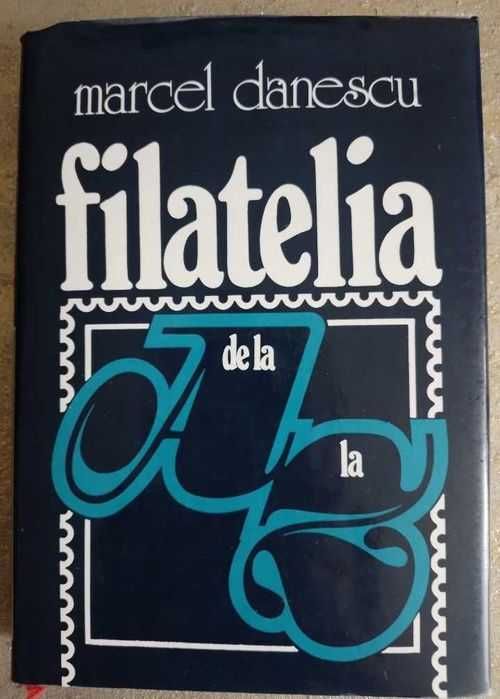 marcel danescu
filatelia
de la
A
la
Z